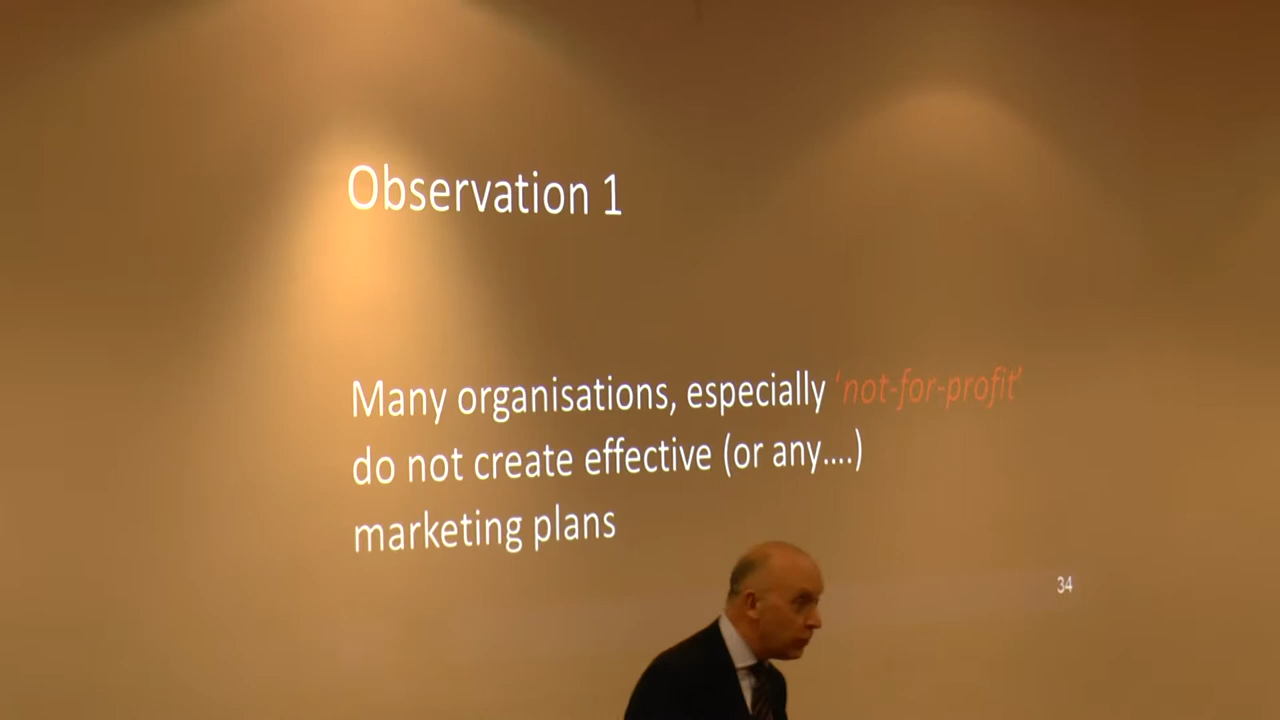 Observation 1
Many organisations, especially ‘not-for-profit’
do not create effective (or any....)
marketing plans
34